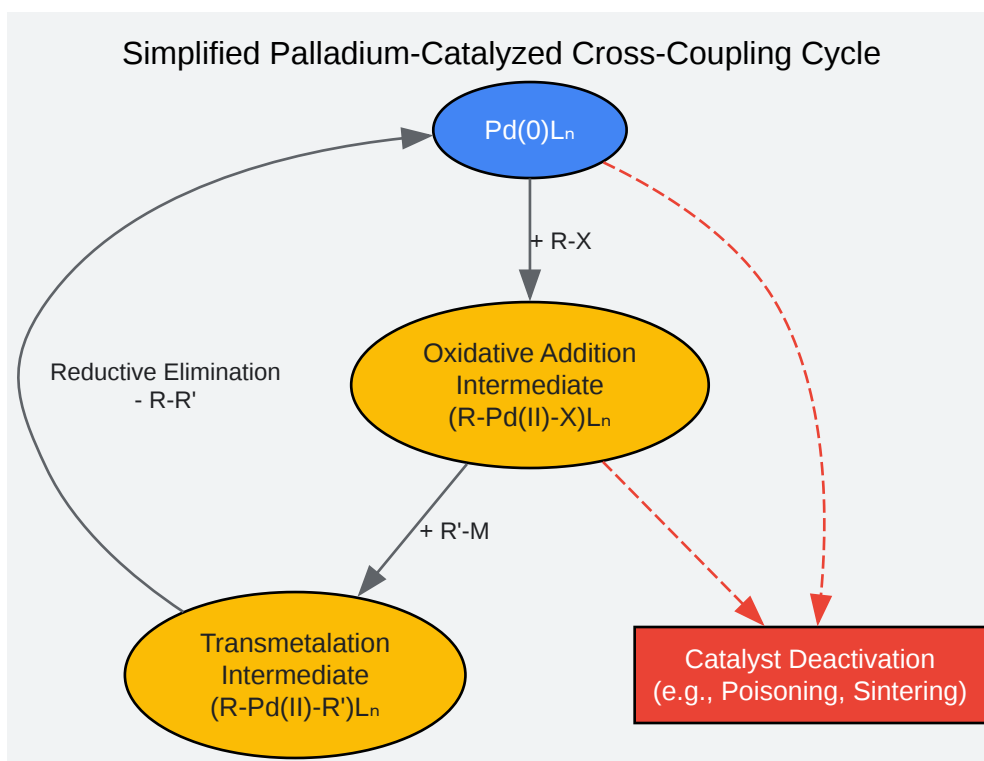 Simplified Palladium-Catalyzed Cross-Coupling Cycle
Pd(0)Lₙ
+ R-X
Oxidative Addition
Intermediate
(R-Pd(II)-X)Lₙ
Reductive Elimination
- R-R'
+ R'-M
Transmetalation
Intermediate
(R-Pd(II)-R')Lₙ
Catalyst Deactivation
(e.g., Poisoning, Sintering)